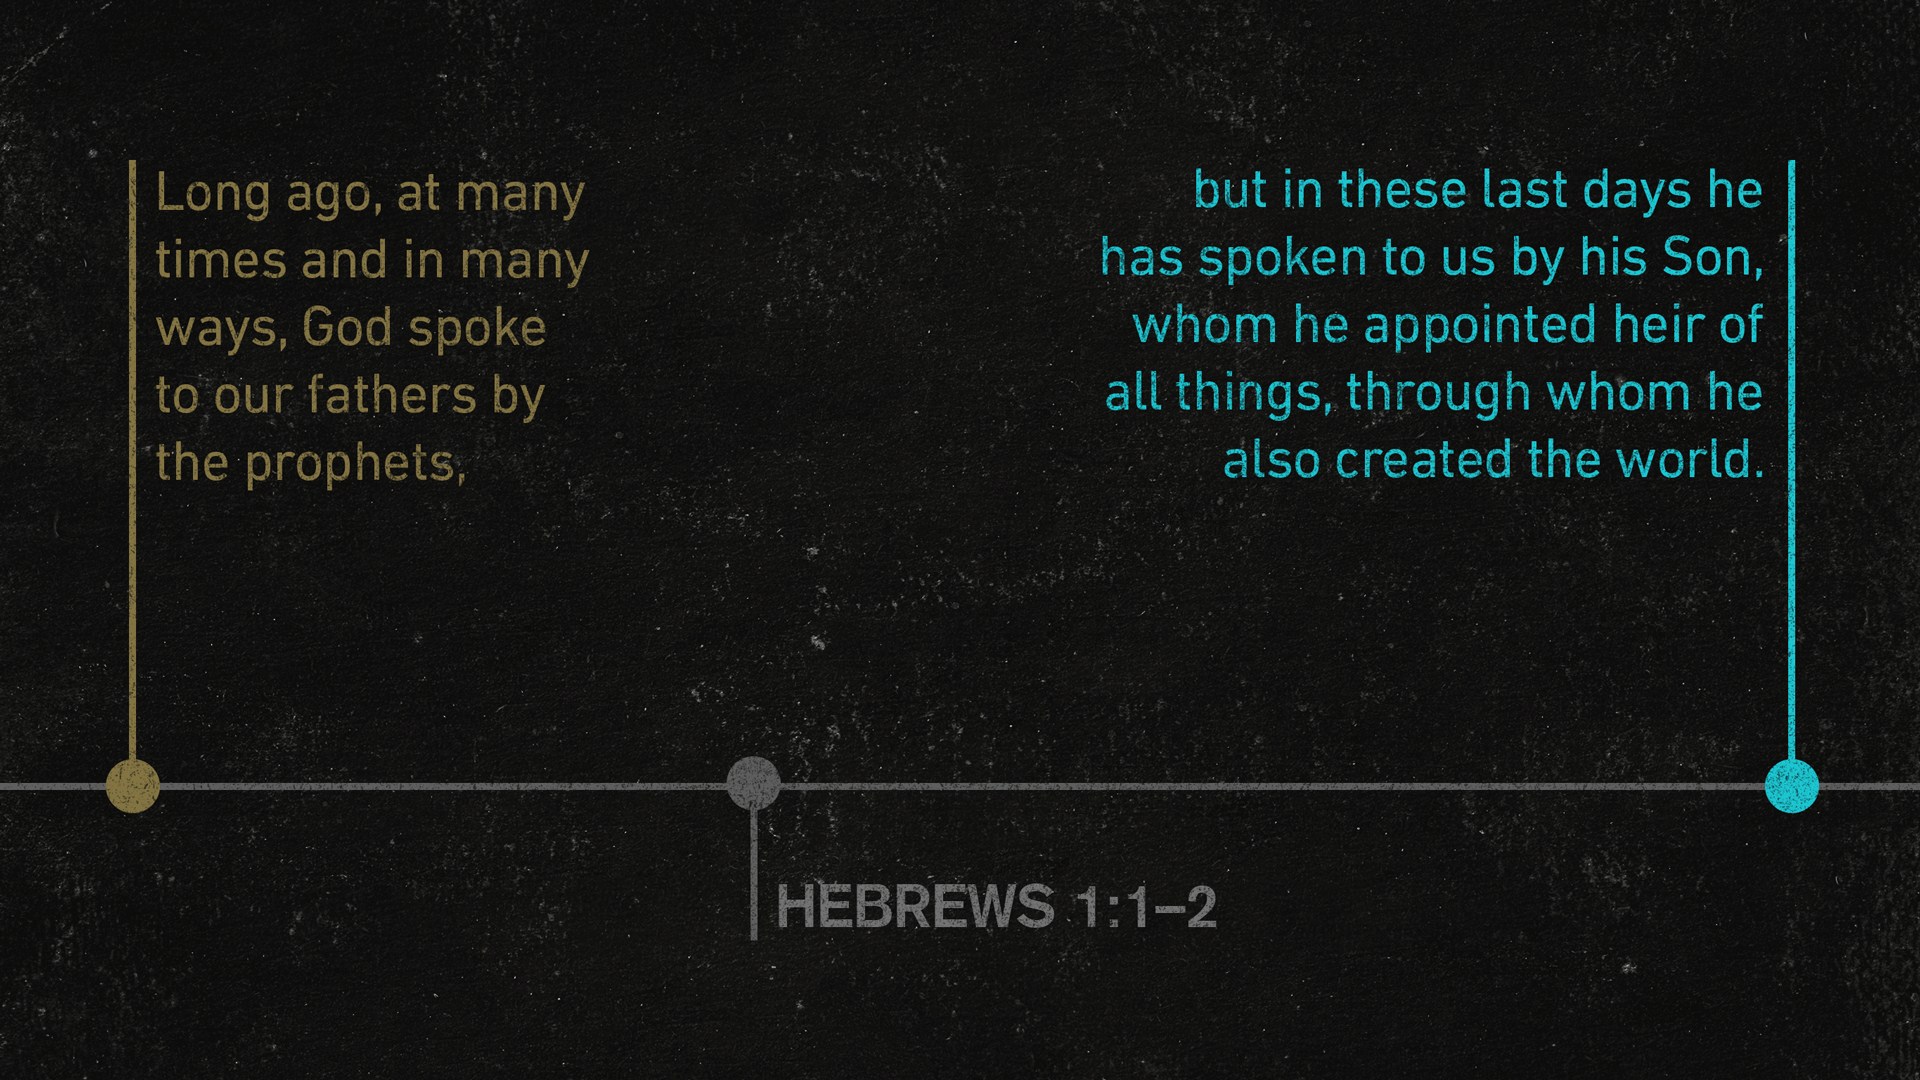 Long ago, at many
times and in many
ways, God spoke
to our fathers by
the prophets,
but in these last days he
has spoken to us by his Son,
whom he appointed heir of
all things, through whom he
also created the world.
HEBREWS 1:1–2